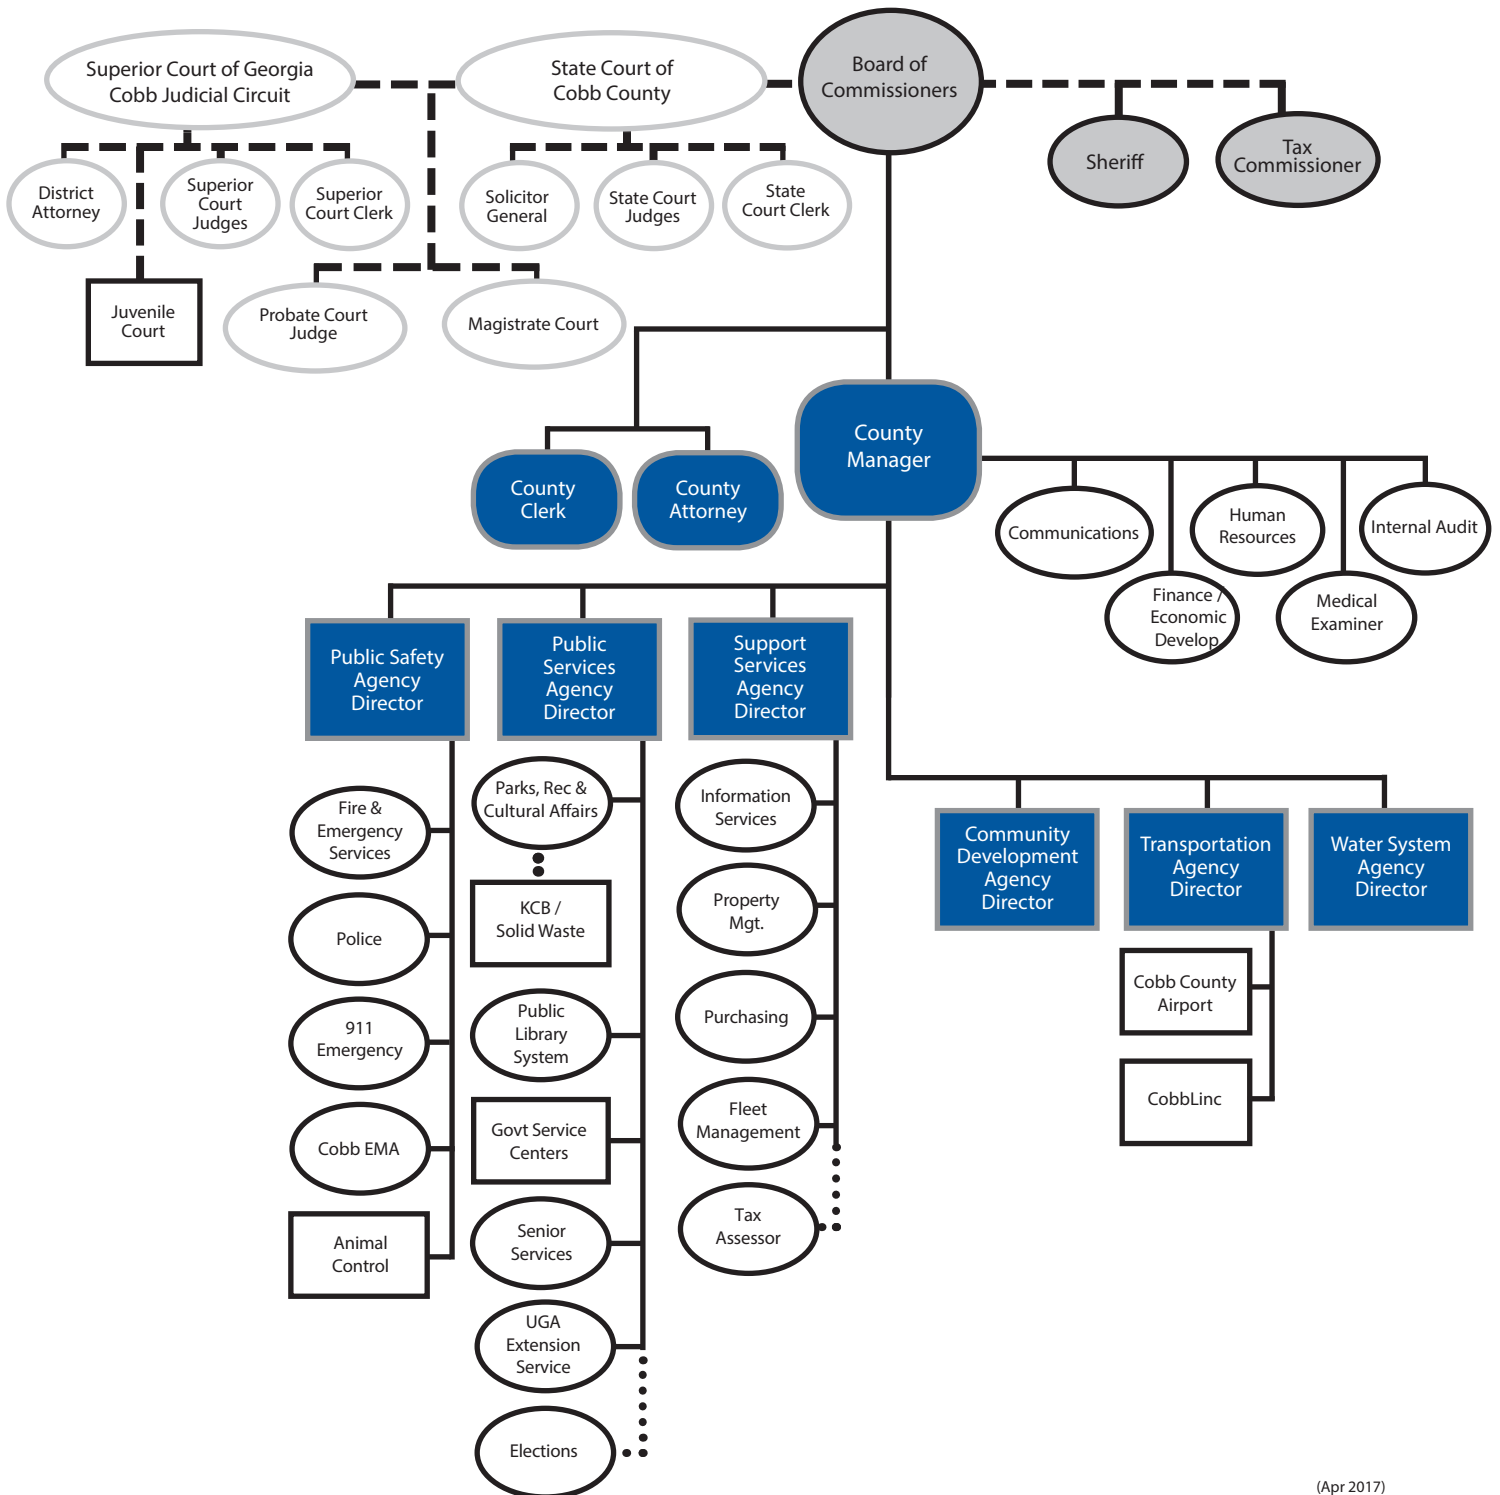 Superior Court of Georgia
Cobb Judicial Circuit
State Court of
Cobb County
Board of
Commissioners
Sheriff
Tax
Commissioner
District
Attorney
Superior
Court
Judges
Superior
Court Clerk
Solicitor
General
State Court
Judges
State
Court Clerk
Juvenile
Court
Probate Court
Judge
Magistrate Court
County
Manager
County
Clerk
County
Attorney
Communications
Finance /
Economic
Develop
Human
Resources
Medical
Examiner
Internal Audit
Public Safety
Agency
Director
Public
Services
Agency
Director
Support
Services
Agency
Director
Fire &
Emergency
Services
Police
911
Emergency
Cobb EMA
Animal
Control
Parks, Rec &
Cultural Affairs
KCB /
Solid Waste
Public
Library
System
Govt Service
Centers
Senior
Services
UGA
Extension
Service
Elections
Information
Services
Property
Mgt.
Purchasing
Fleet
Management
Tax
Assessor
Community
Development
Agency
Director
Transportation
Agency
Director
Water System
Agency
Director
Cobb County
Airport
CobbLinc
(Apr 2017)